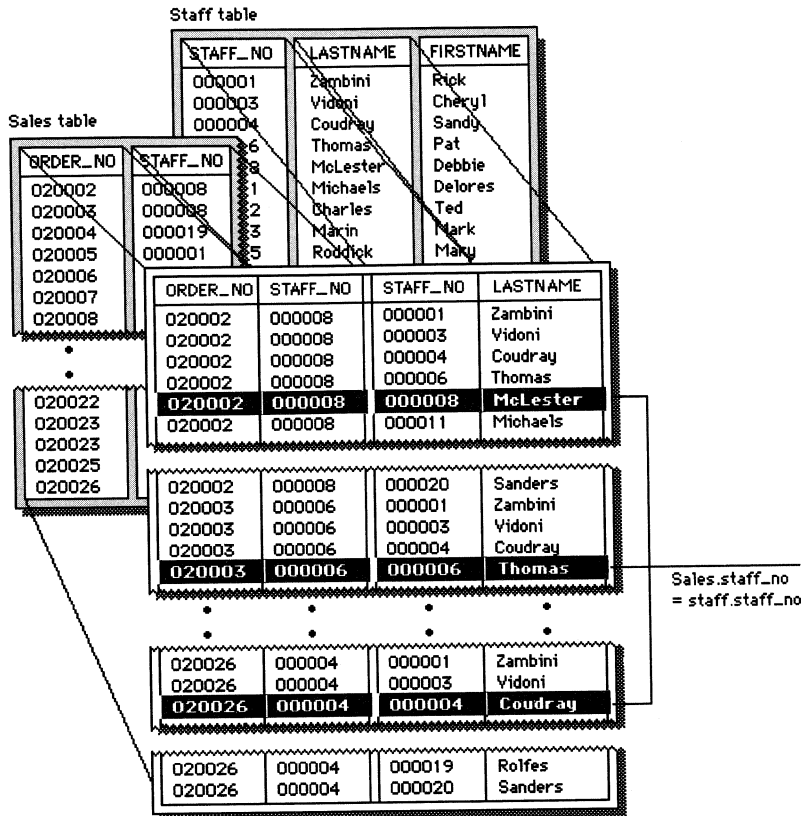 Staff table
STAFF_NO LASTNAME FIRSTNAME
000001 Zambini Rick
000003 Vidoni Cheryl
000004 Coudray Sandy
6 Thomas Pat
8 McLester Debbie
1 Michaels Delores
2 Charles Ted
3 Marin Mark
5 Roddick Mary
Sales table
ORDER_NO STAFF_NO
020002 000008
020003 000008
020004 000019
020005 000001
020006
020007
020008
020022
020023
020023
020025
020026
ORDER_NO STAFF_NO STAFF_NO LASTNAME
020002 000008 000001 Zambini
020002 000008 000003 Vidoni
020002 000008 000004 Coudray
020002 000008 000006 Thomas
020002 000008 000008 McLester
020002 000008 000011 Michaels
020002 000008 000020 Sanders
020003 000006 000001 Zambini
020003 000006 000003 Vidoni
020003 000006 000004 Coudray
020003 000006 000006 Thomas
020026 000004 000001 Zambini
020026 000004 000003 Vidoni
020026 000004 000004 Coudray
020026 000004 000019 Rolfes
020026 000004 000020 Sanders
Sales.staff_no
= staff.staff_no